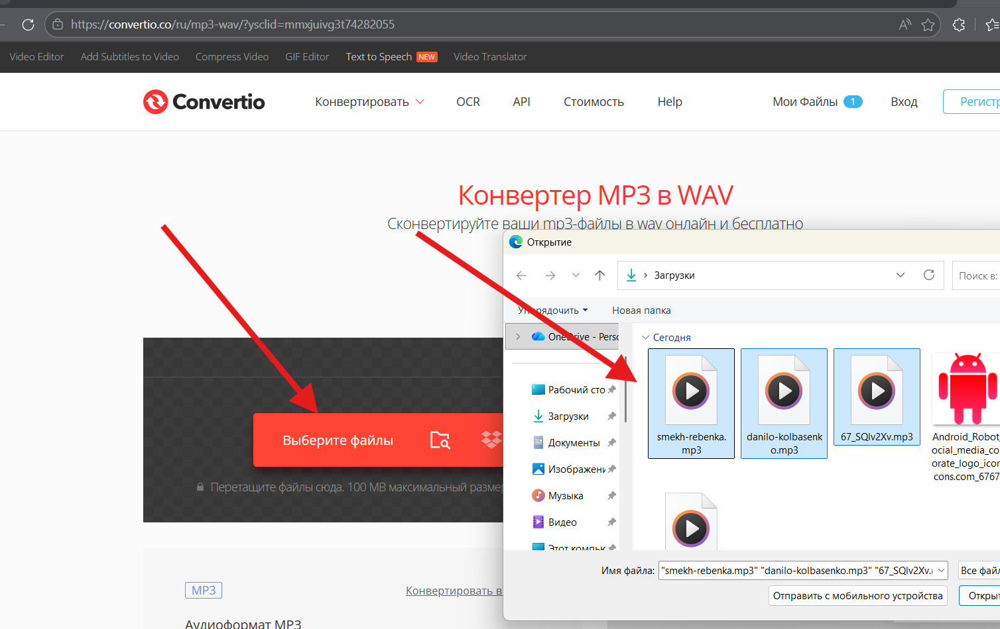 https://convertio.co/ru/mp3-wav/?ysclid=mmxjuivg3t74282055
Video Editor Add Subtitles to Video Compress Video GIF Editor Text to Speech NEW Video Translator
Convertio Конвертировать OCR API Стоимость Help Мои Файлы 1 Вход Регистр
Конвертер MP3 в WAV
Сконвертируйте ваши mp3-файлы в wav онлайн и бесплатно
Выберите файлы
Перетащите файлы сюда. 100 MB максимальный размер
MP3 Конвертировать в
Аудиоформат MP3
Открытие
Загрузки
Поиск в:
Упорядочить Новая папка
OneDrive - Perso
Рабочий сто
Загрузки
Документы
Изображени
Музыка
Видео
Этот компьк
Сегодня
smekh-rebenka.
mp3
danilo-kolbasenk
o.mp3
67_SQlv2Xv.mp3
Android_Robot_
ocial_media_co
orate_logo_icor
cons.com_6767
Имя файла: "smekh-rebenka.mp3" "danilo-kolbasenko.mp3" "67_SQlv2Xv.r Все файл
Отправить с мобильного устройства Открыт